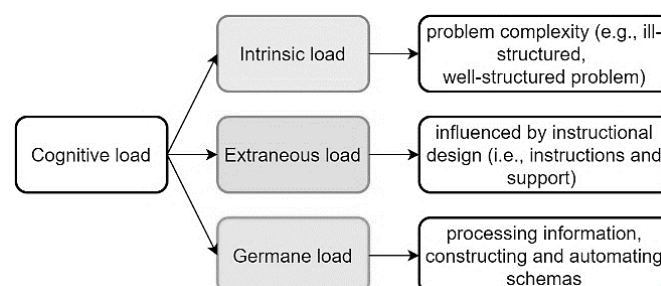 Intrinsic load
problem complexity (e.g., ill-
structured,
well-structured problem)
Cognitive load
Extraneous load
influenced by instructional
design (i.e., instructions and
support)
Germane load
processing information,
constructing and automating
schemas